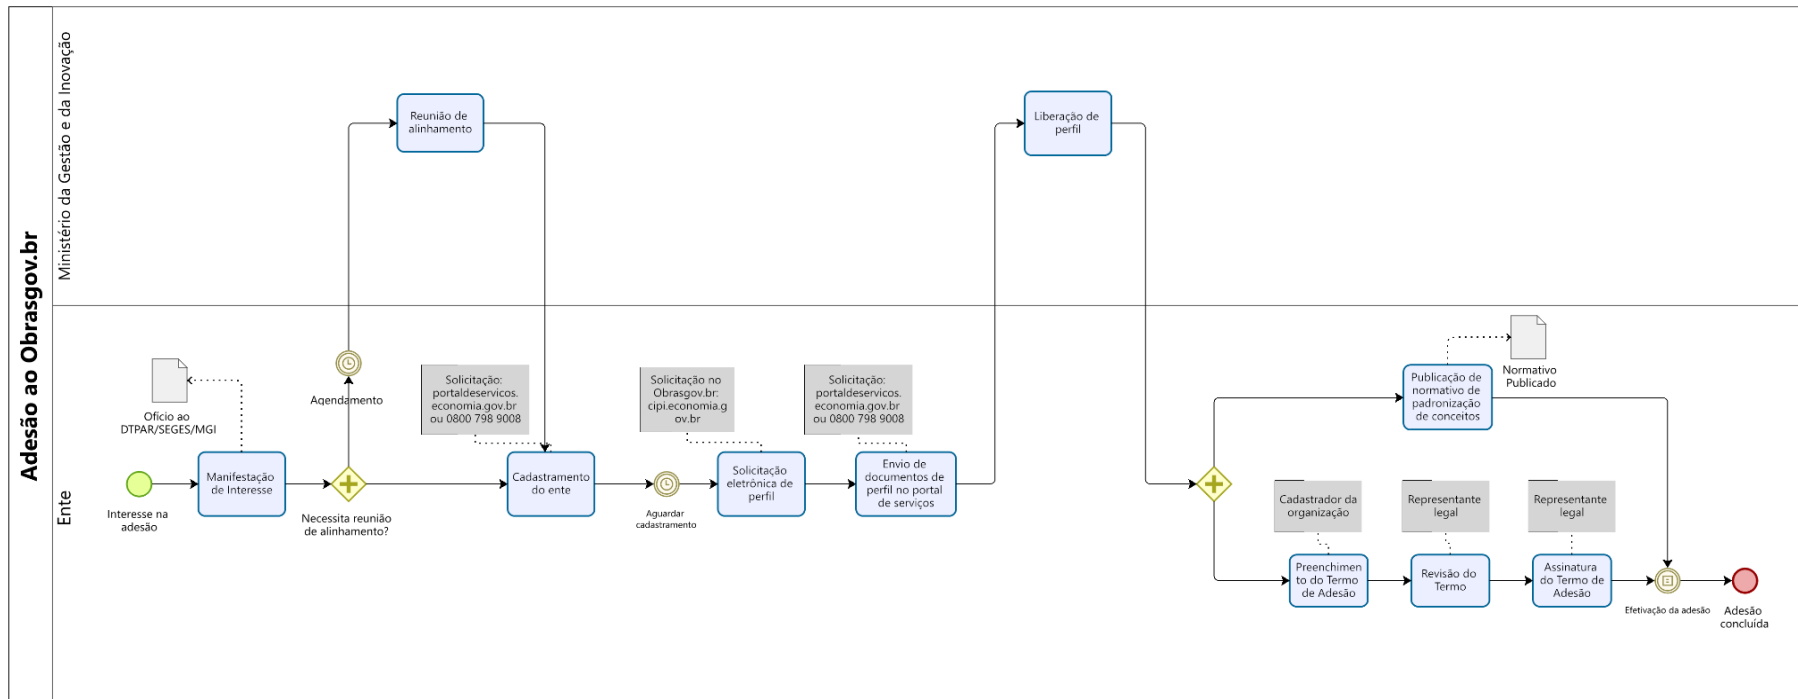 Adesão ao Obrasgov.br
Ministério da Gestão e da Inovação
Reunião de
alinhamento
Liberação de
perfil
Ente
Interesse na
adesão
Ofício ao
DTPAR/SEGES/MGI
Manifestação
de Interesse
Agendamento
Necessita reunião
de alinhamento?
Solicitação:
portaldeservicos.
economia.gov.br
ou 0800 798 9008
Cadastramento
do ente
Aguardar
cadastramento
Solicitação no
Obrasgov.br:
cipi.economia.g
ov.br
Solicitação
eletrônica de
perfil
Solicitação:
portaldeservicos.
economia.gov.br
ou 0800 798 9008
Envio de
documentos de
perfil no portal
de serviços
Publicação de
normativo de
padronização
de conceitos
Normativo
Publicado
Cadastrador da
organização
Preenchimen
to do Termo
de Adesão
Representante
legal
Revisão do
Termo
Representante
legal
Assinatura
do Termo de
Adesão
Efetivação da adesão
Adesão
concluída